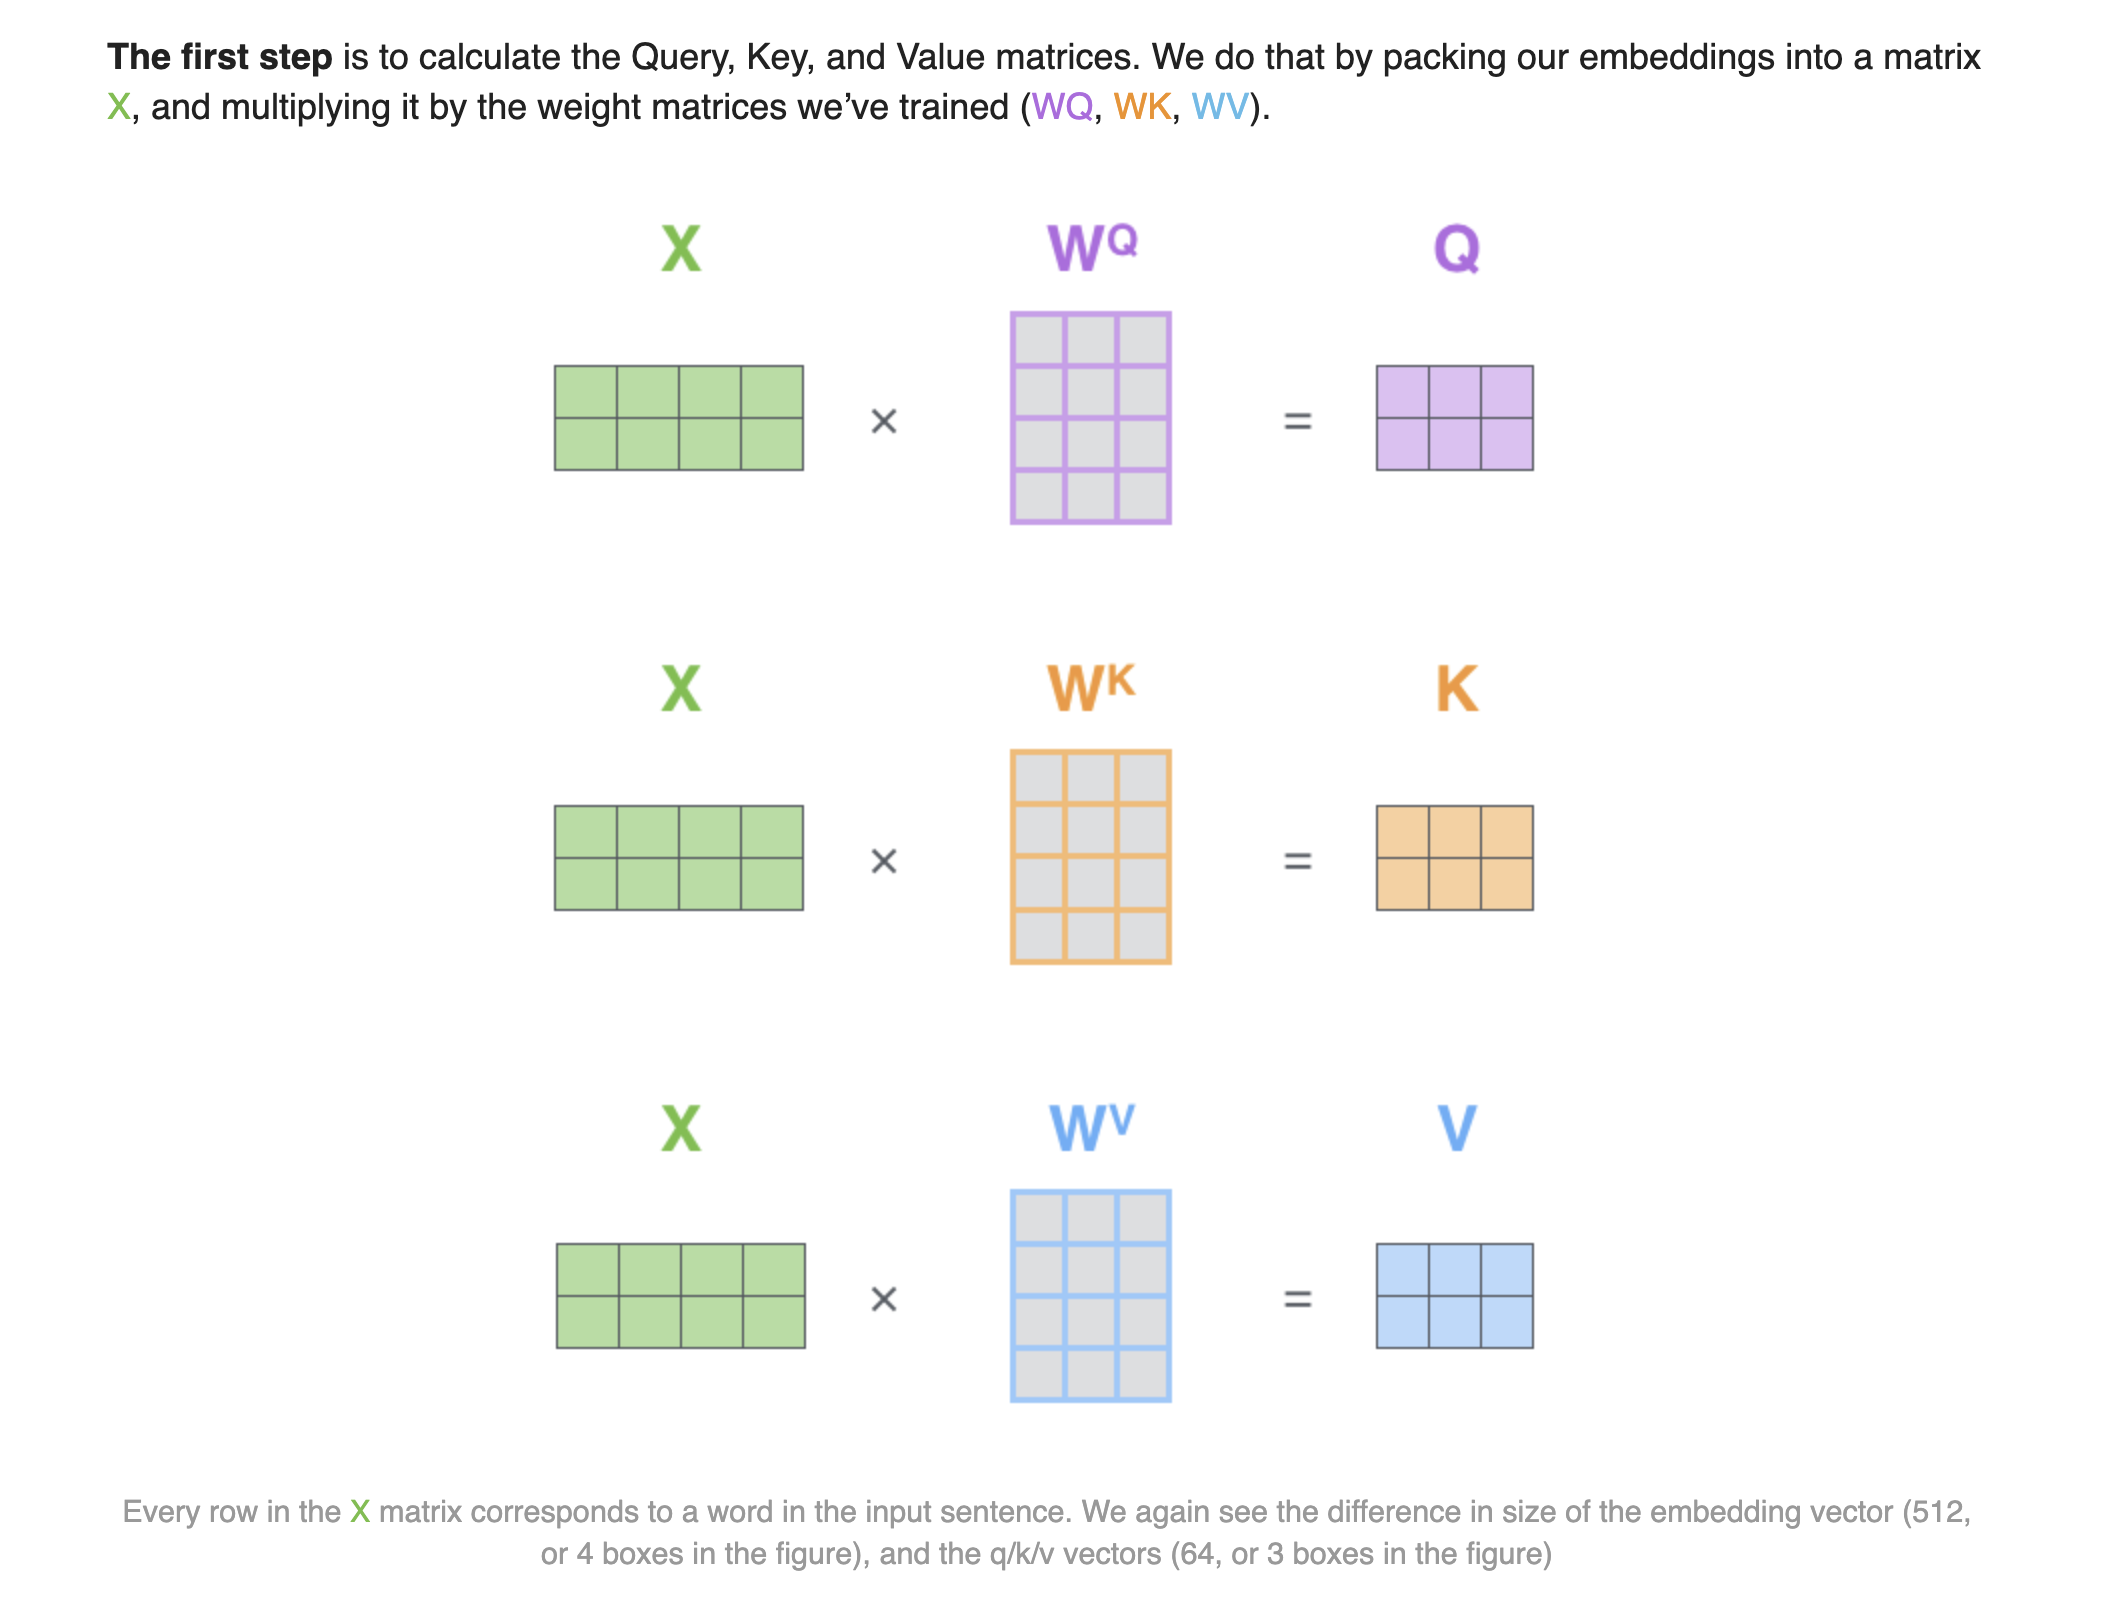 The first step is to calculate the Query, Key, and Value matrices. We do that by packing our embeddings into a matrix
X, and multiplying it by the weight matrices we’ve trained (WQ, WK, WV).
X WQ Q
× =
X WK K
× =
X WV V
× =
Every row in the X matrix corresponds to a word in the input sentence. We again see the difference in size of the embedding vector (512,
or 4 boxes in the figure), and the q/k/v vectors (64, or 3 boxes in the figure)